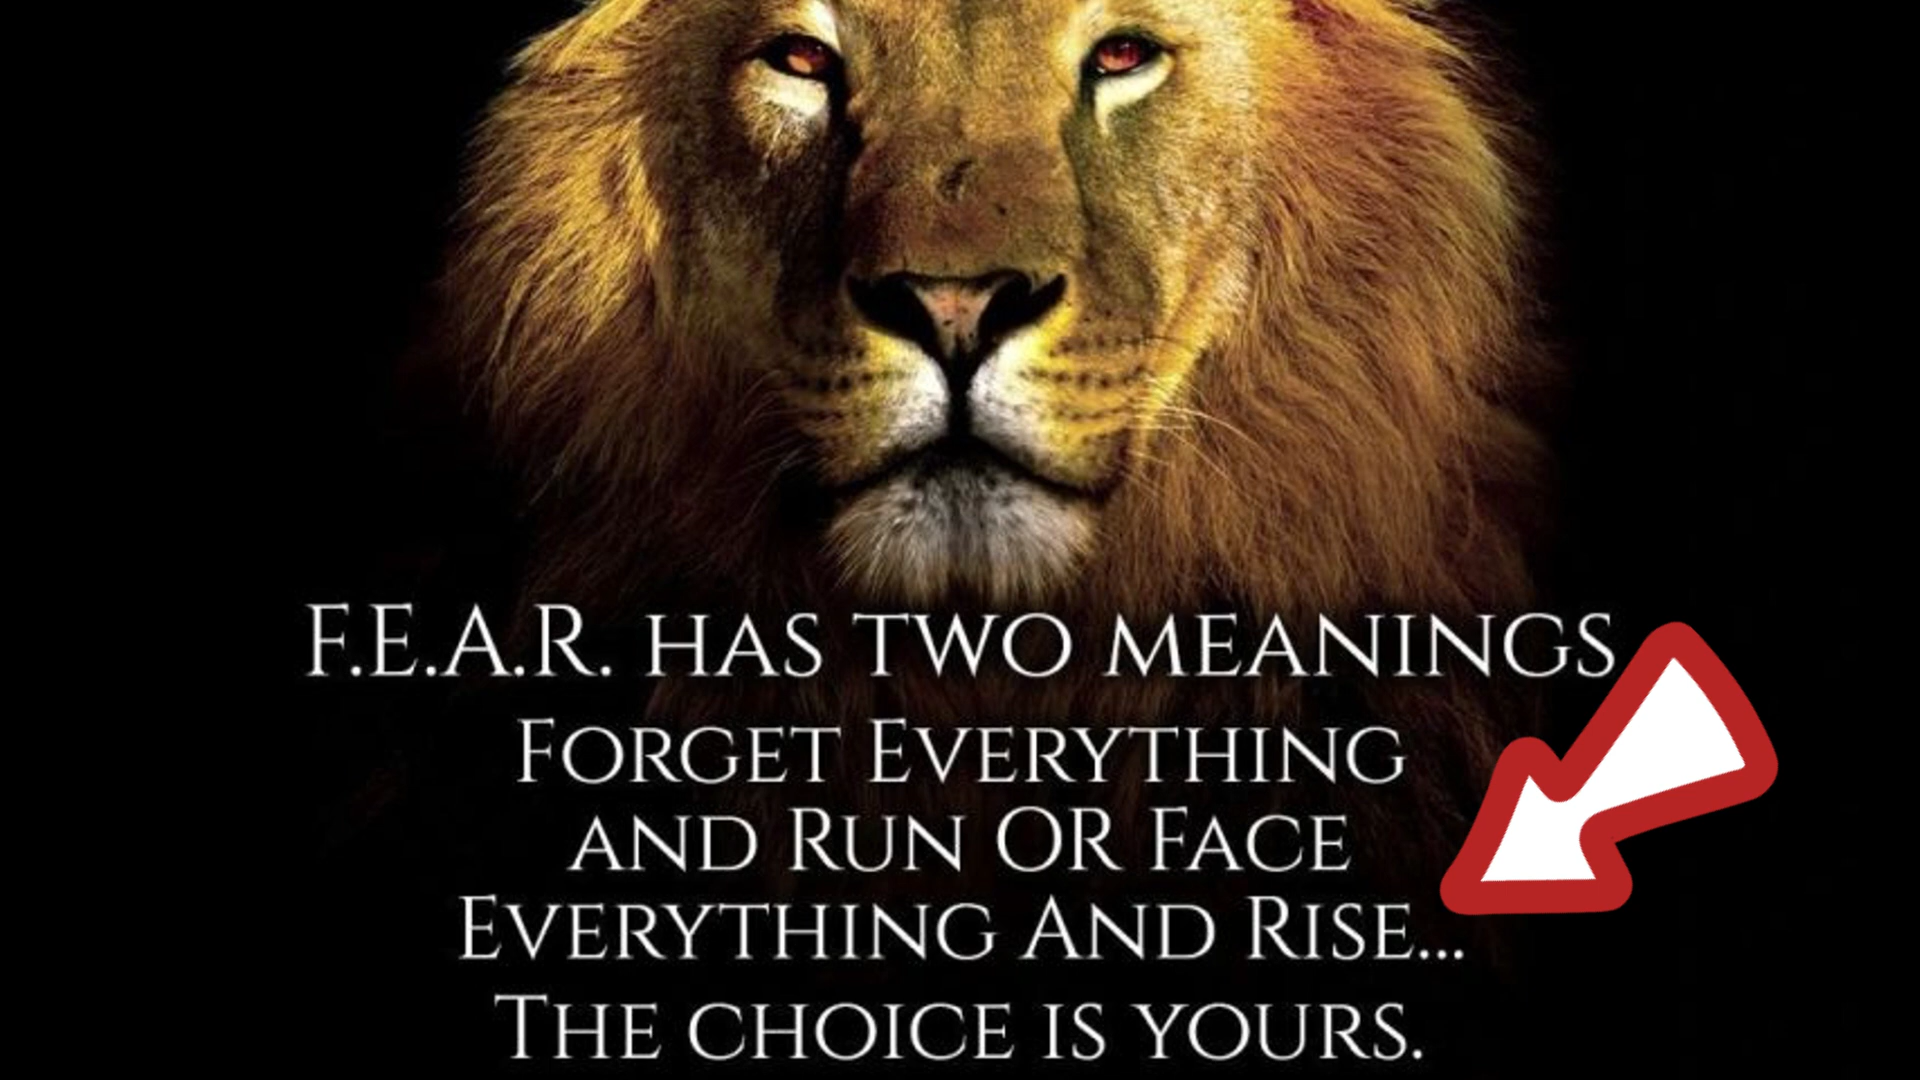 F.E.A.R. HAS TWO MEANINGS
FORGET EVERYTHING
AND RUN OR FACE
EVERYTHING AND RISE...
THE CHOICE IS YOURS.